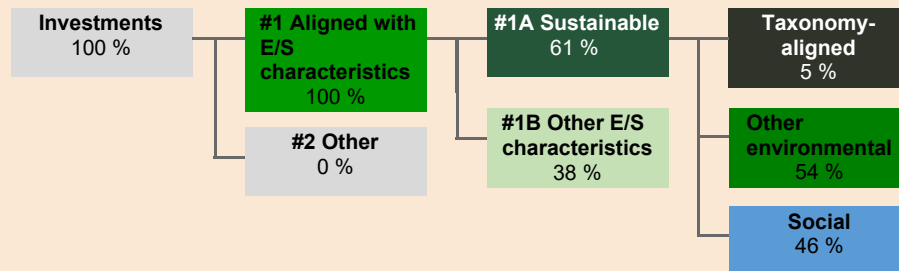 Investments
100 %
#1 Aligned with
E/S
characteristics
100 %
#2 Other
0 %
#1A Sustainable
61 %
#1B Other E/S
characteristics
38 %
Taxonomy-
aligned
5 %
Other
environmental
54 %
Social
46 %